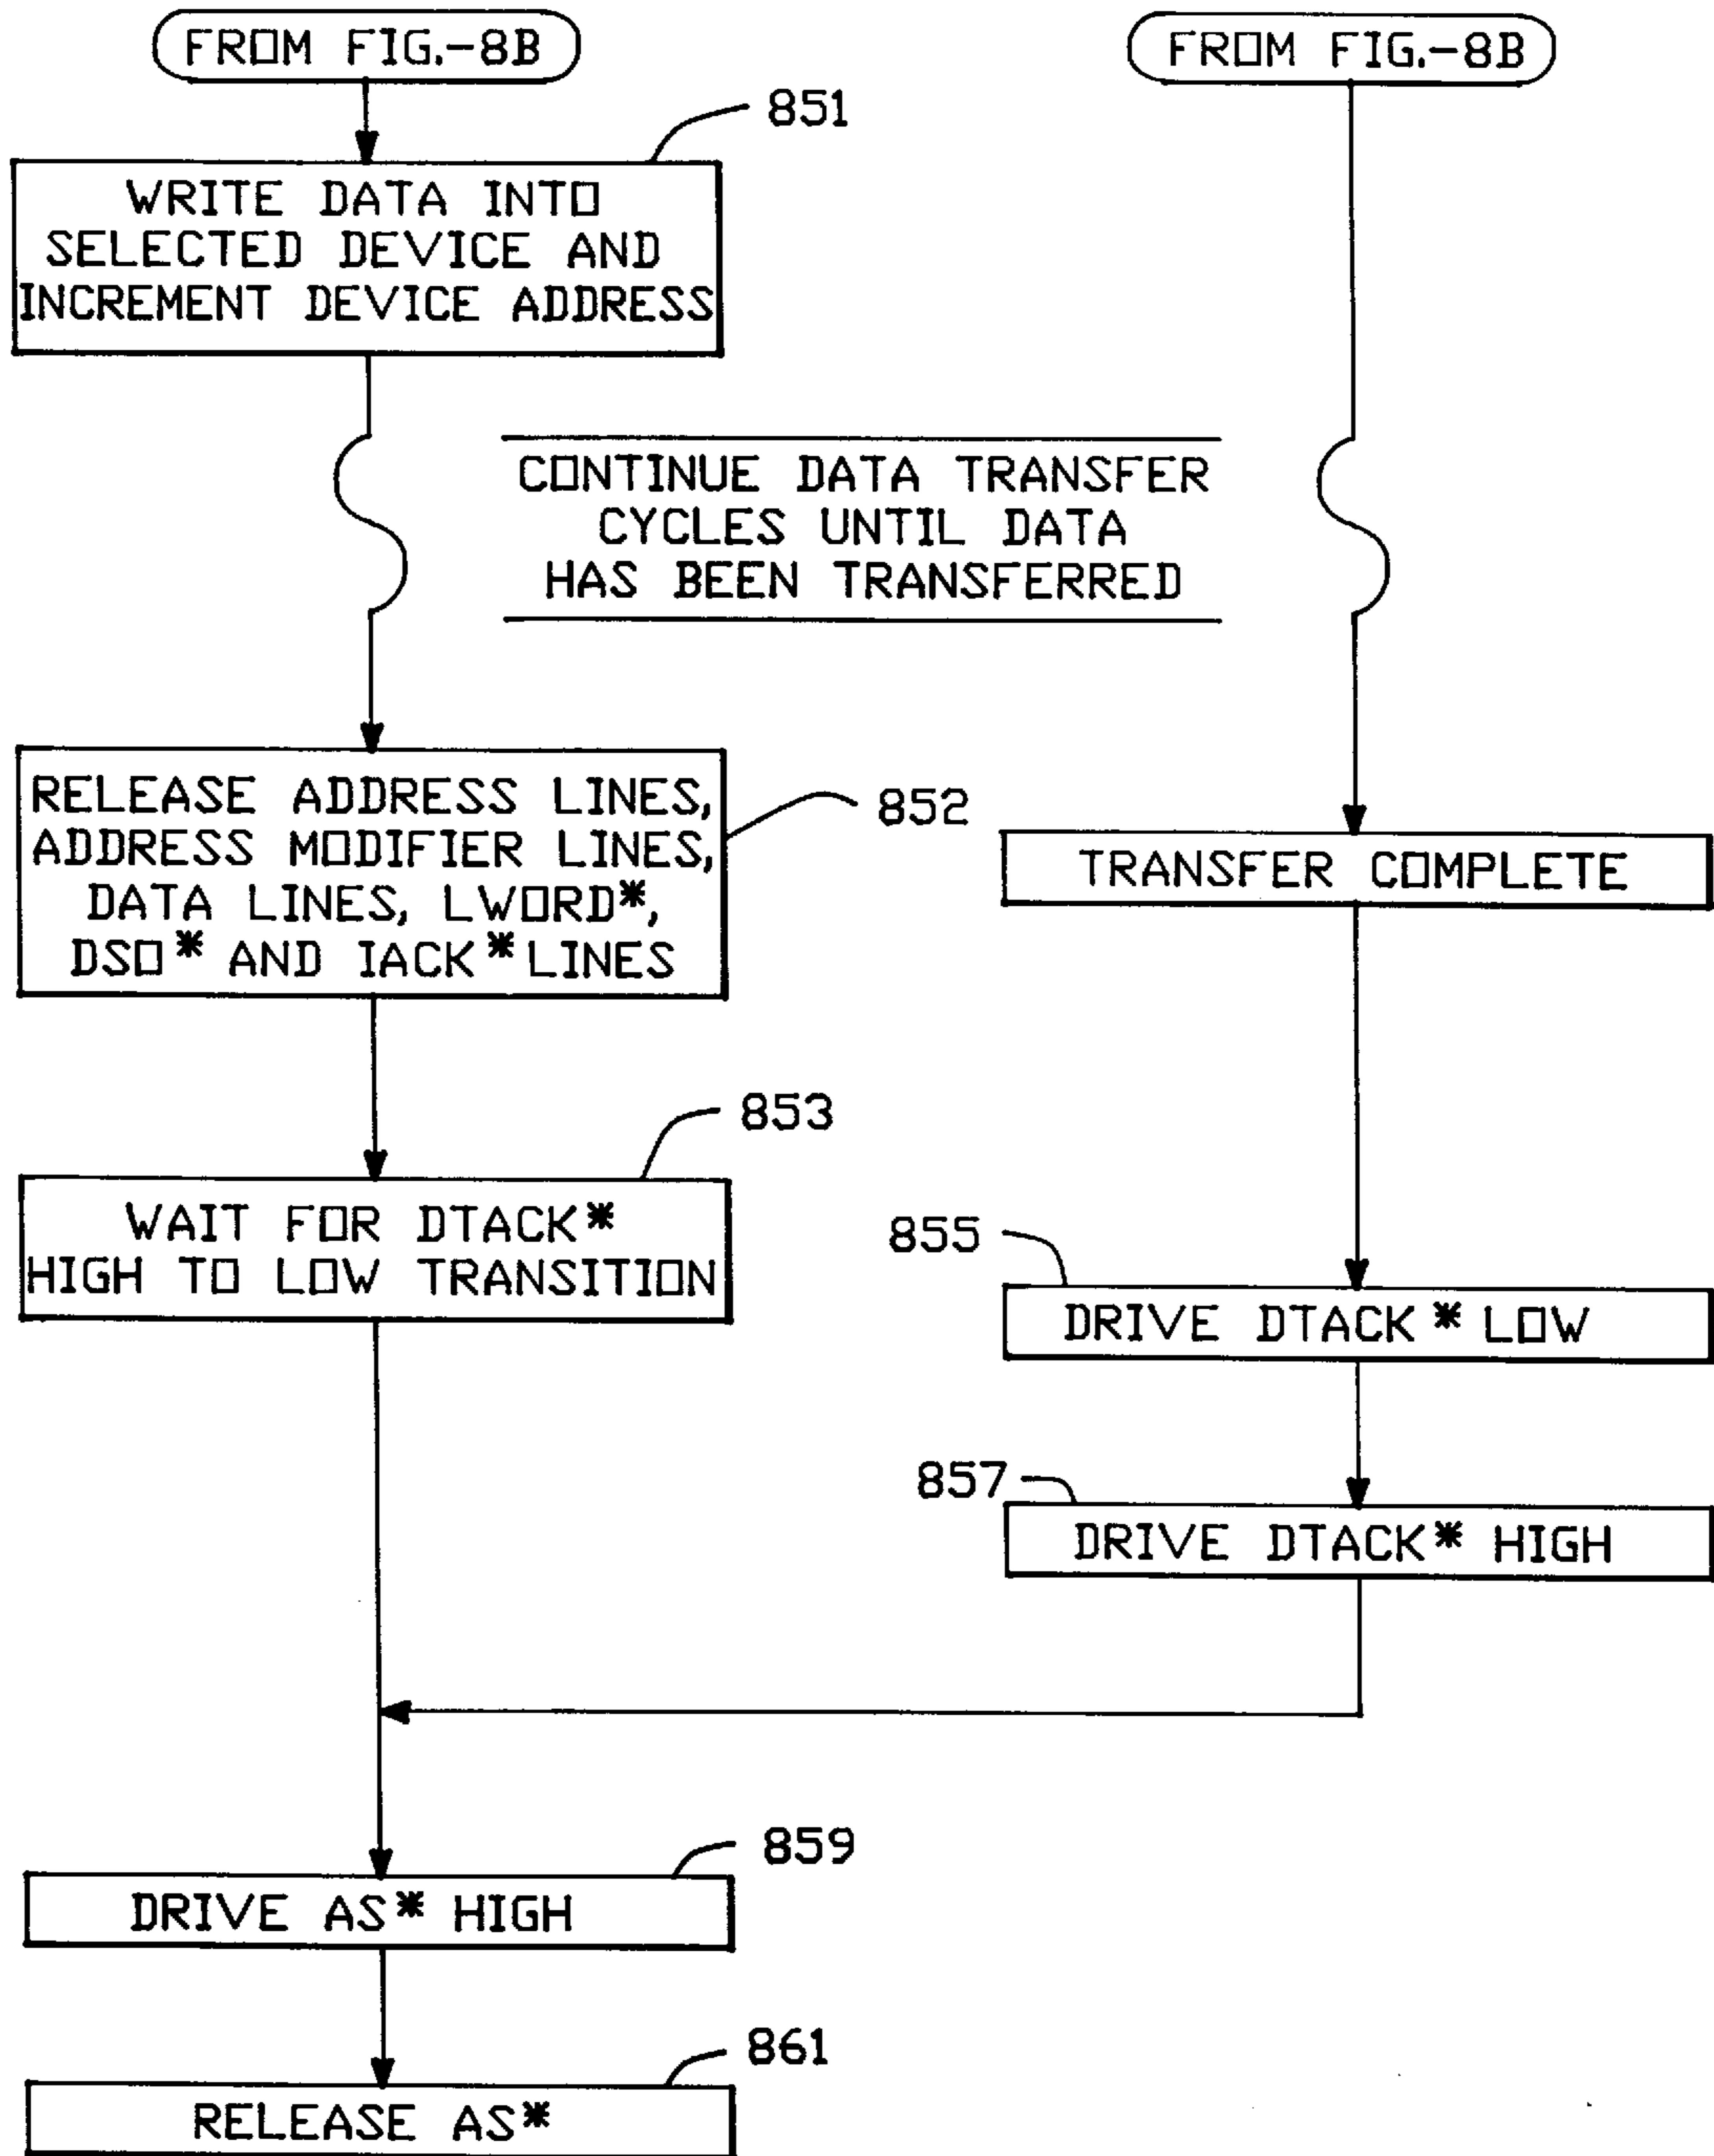 FROM FIG.-8B
FROM FIG.-8B
851
WRITE DATA INTO
SELECTED DEVICE AND
INCREMENT DEVICE ADDRESS
CONTINUE DATA TRANSFER
CYCLES UNTIL DATA
HAS BEEN TRANSFERRED
852
RELEASE ADDRESS LINES,
ADDRESS MODIFIER LINES,
DATA LINES, LWORD*,
DSO* AND IACK* LINES
TRANSFER COMPLETE
853
WAIT FOR DTACK*
HIGH TO LOW TRANSITION
855
DRIVE DTACK* LOW
857
DRIVE DTACK* HIGH
859
DRIVE AS* HIGH
861
RELEASE AS*